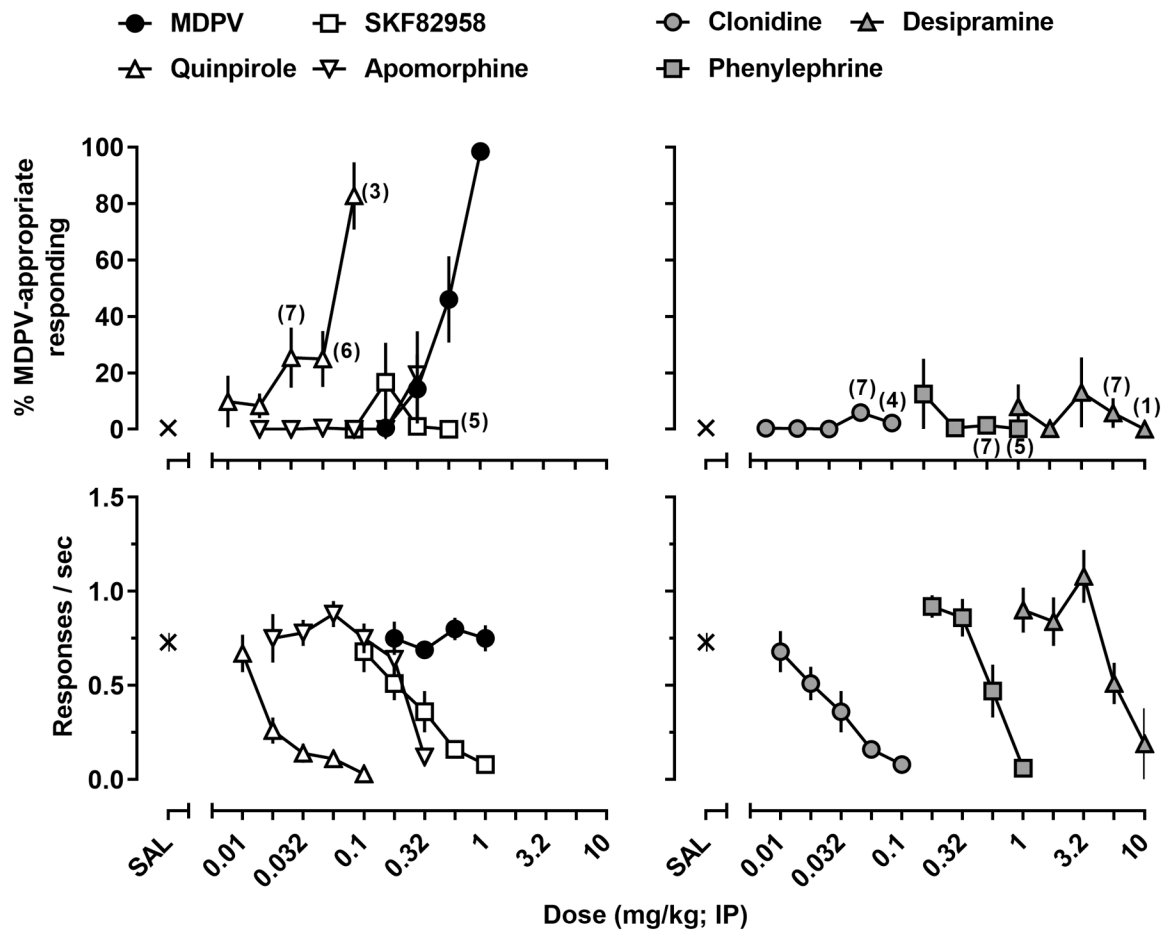 MDPV SKF82958 Clonidine Desipramine
Quinpirole Apomorphine Phenylephrine
% MDPV-appropriate
responding
100
80
60
40
20
0
(3)
(7)
(6)
(5)
(7)
(4)
(7)
(1)
(7)
(5)
Responses / sec
1.5
1.0
0.5
0.0
SAL 0.01 0.032 0.1 0.32 1 3.2 10
SAL 0.01 0.032 0.1 0.32 1 3.2 10
Dose (mg/kg; IP)